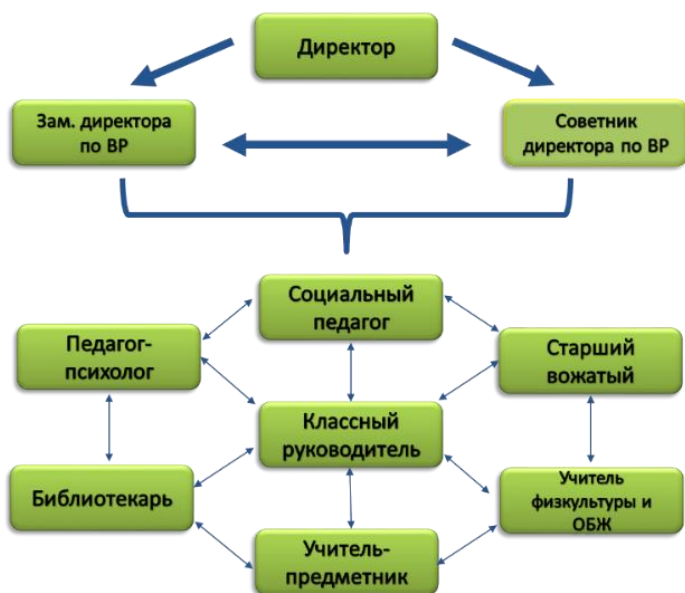 Директор
Зам. директора
по ВР
Советник
директора по ВР
Социальный
педагог
Педагог-
психолог
Старший
вожатый
Классный
руководитель
Библиотекарь
Учитель
физкультуры и
ОБЖ
Учитель-
предметник